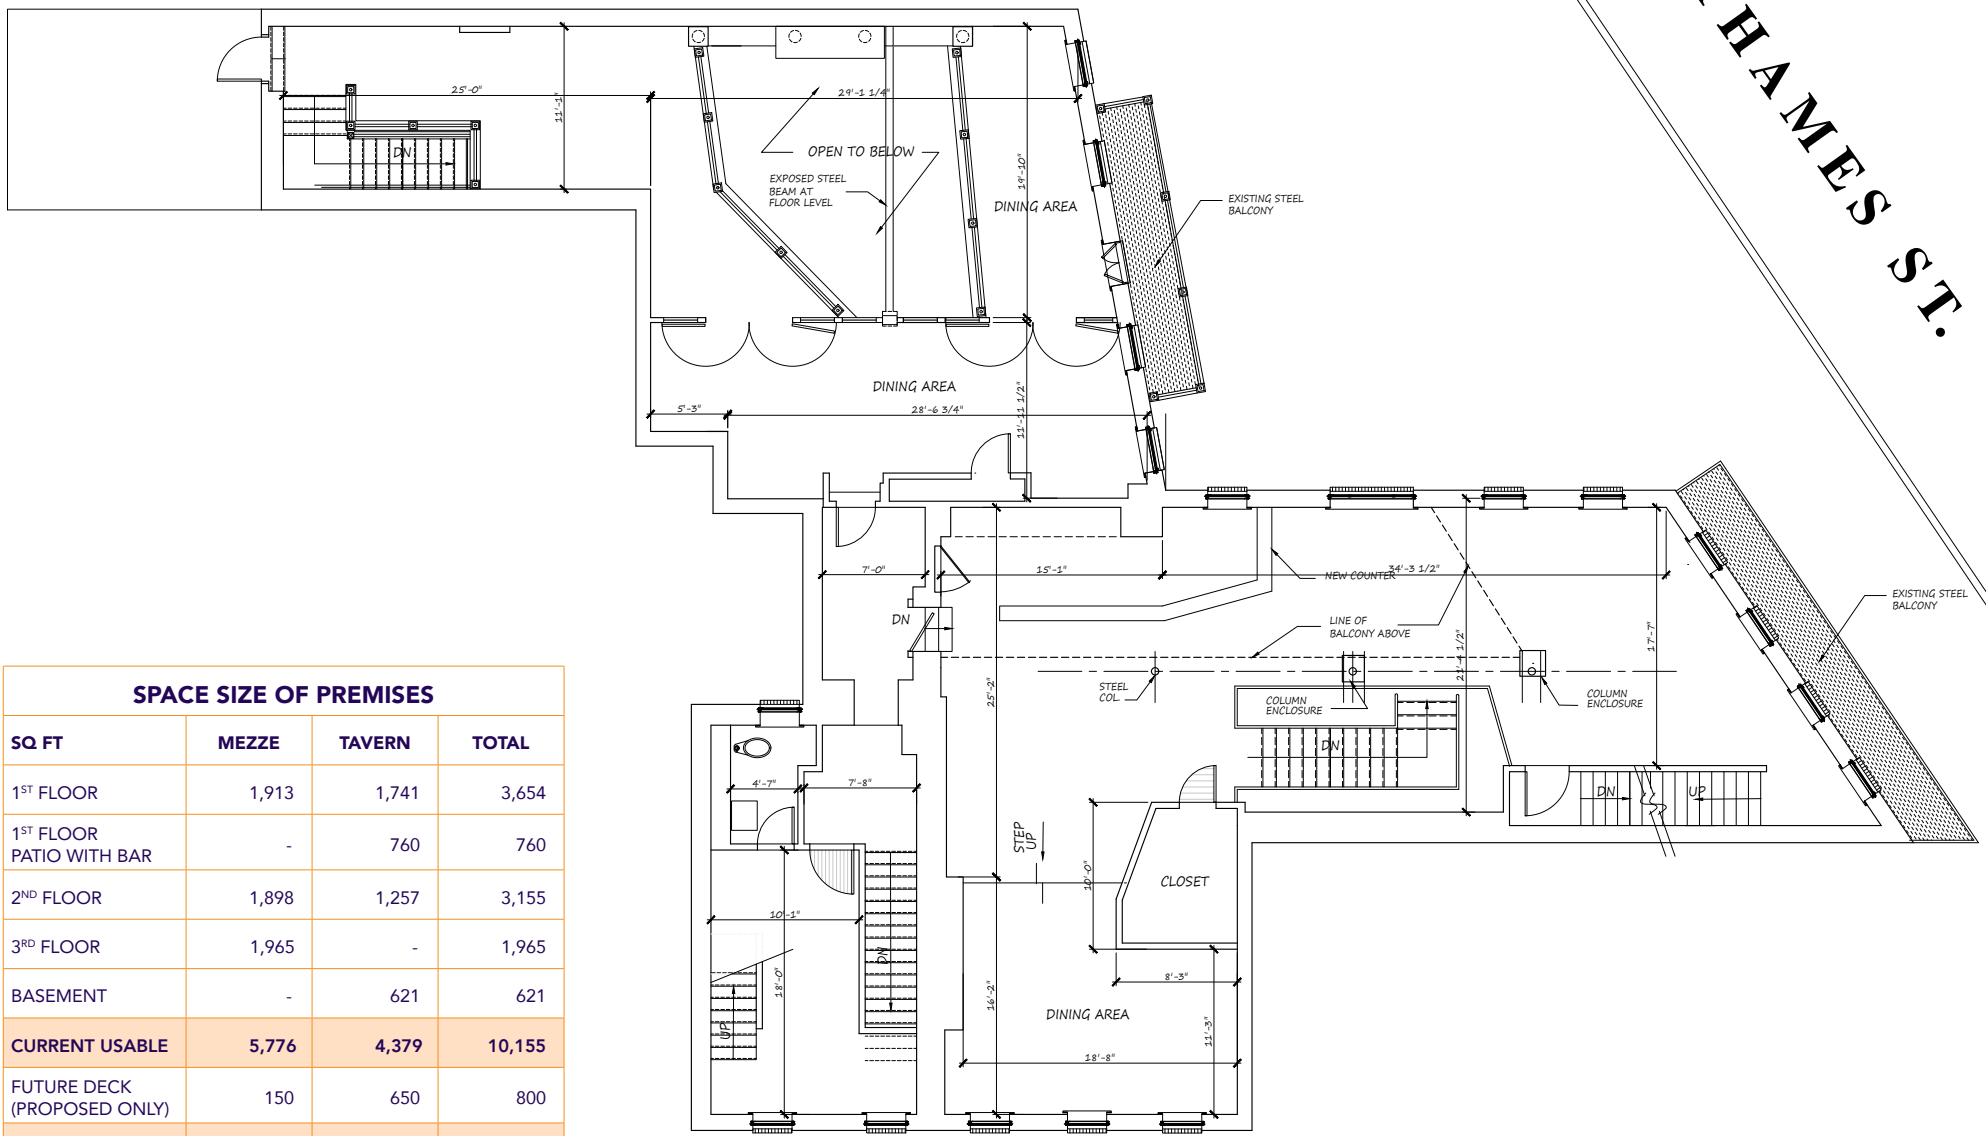 THAMES ST.
25'-0"
11'-1"
29'-1 1/4"
DN
OPEN TO BELOW
EXPOSED STEEL
BEAM AT
FLOOR LEVEL
19'-10"
DINING AREA
EXISTING STEEL
BALCONY
DINING AREA
5'-3"
28'-6 3/4"
11'-11 1/2"
7'-0"
15'-1"
34'-3 1/2"
NEW COUNTER
DN
LINE OF
BALCONY ABOVE
21'-4 1/2"
17'-7"
EXISTING STEEL
BALCONY
25'-2"
STEEL
COL.
COLUMN
ENCLOSURE
COLUMN
ENCLOSURE
DN
4'-7"
7'-8"
DN
UP
STEP
UP
10'-0"
CLOSET
10'-1"
18'-0"
DN
UP
8'-3"
16'-2"
DINING AREA
11'-3"
18'-8"
SPACE SIZE OF PREMISES
SQ FT MEZZE TAVERN TOTAL
1ST FLOOR 1,913 1,741 3,654
1ST FLOOR
PATIO WITH BAR - 760 760
2ND FLOOR 1,898 1,257 3,155
3RD FLOOR 1,965 - 1,965
BASEMENT - 621 621
CURRENT USABLE 5,776 4,379 10,155
FUTURE DECK
(PROPOSED ONLY) 150 650 800